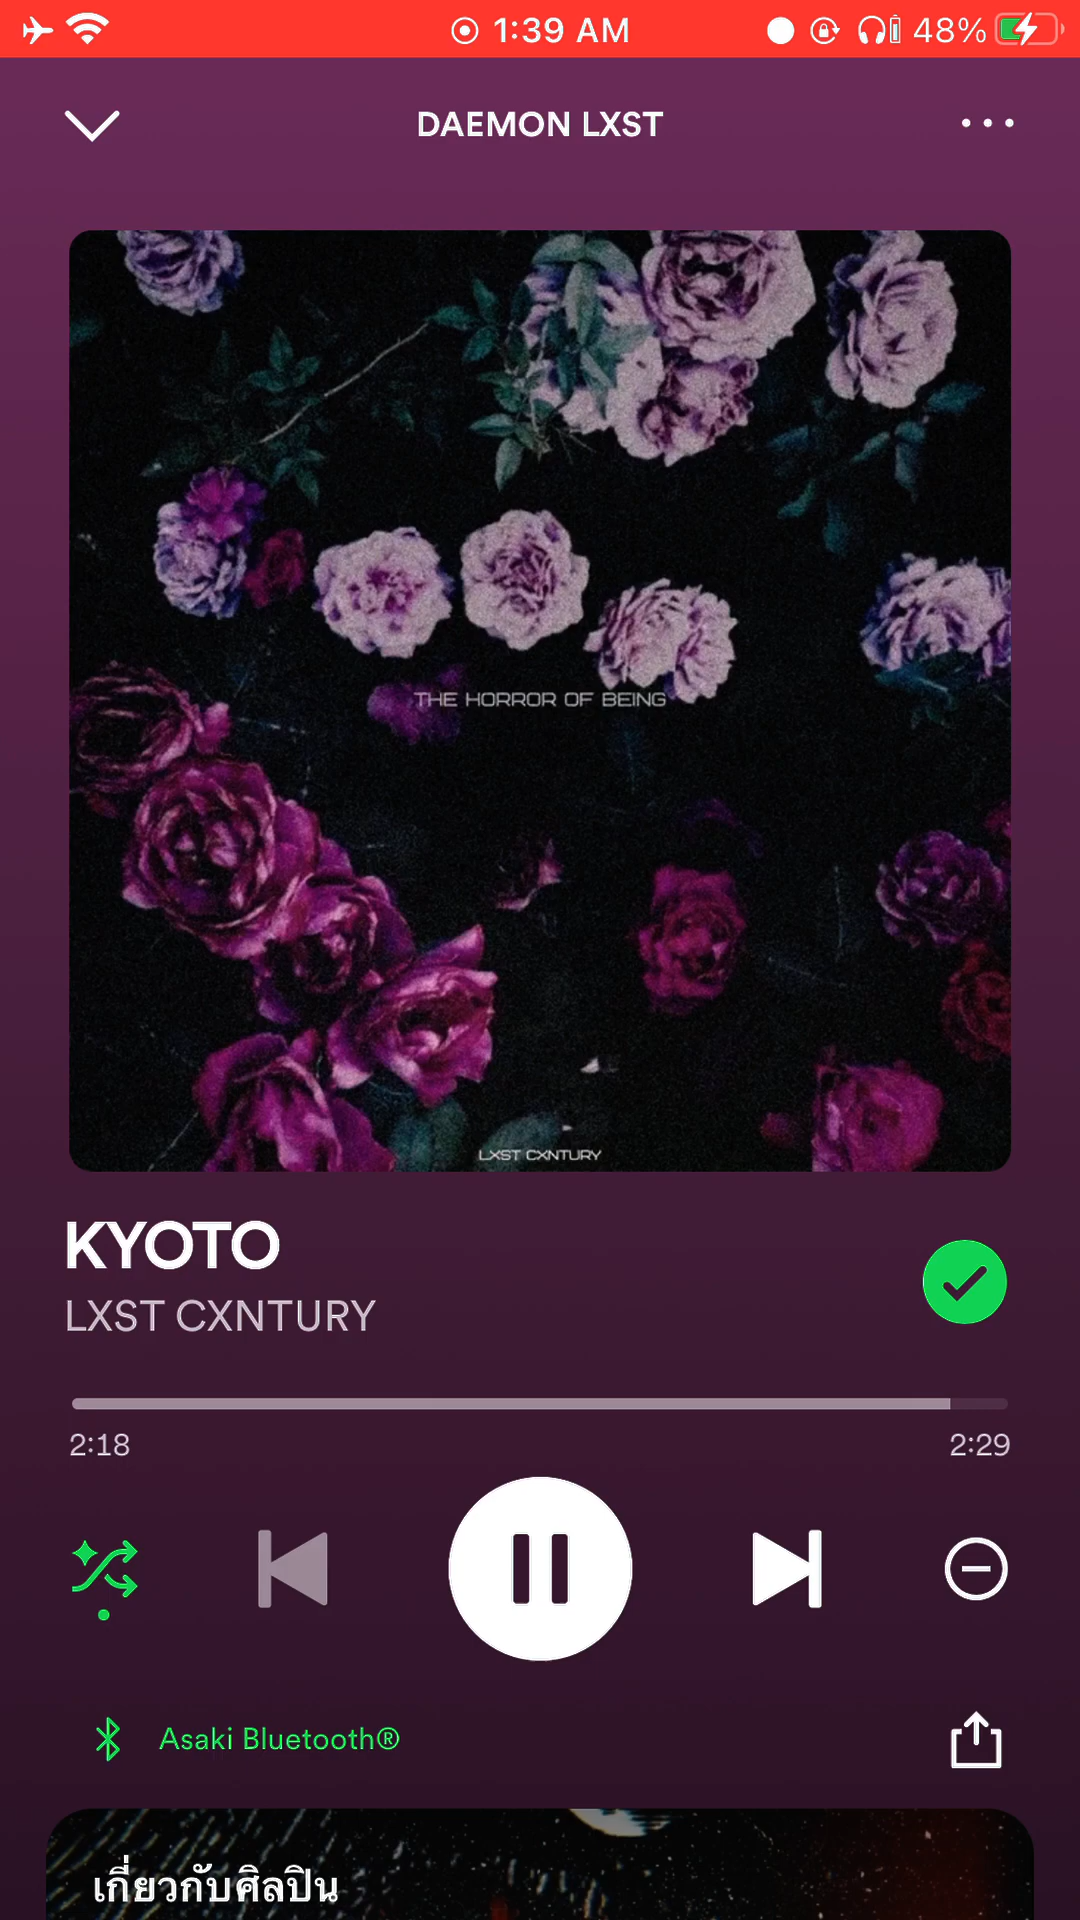 1:39 AM 48%
DAEMON LXST
THE HORROR OF BEING
LXST CXNTURY
KYOTO
LXST CXNTURY
2:18 2:29
Asaki Bluetooth®
เกี่ยวกับศิลปิน